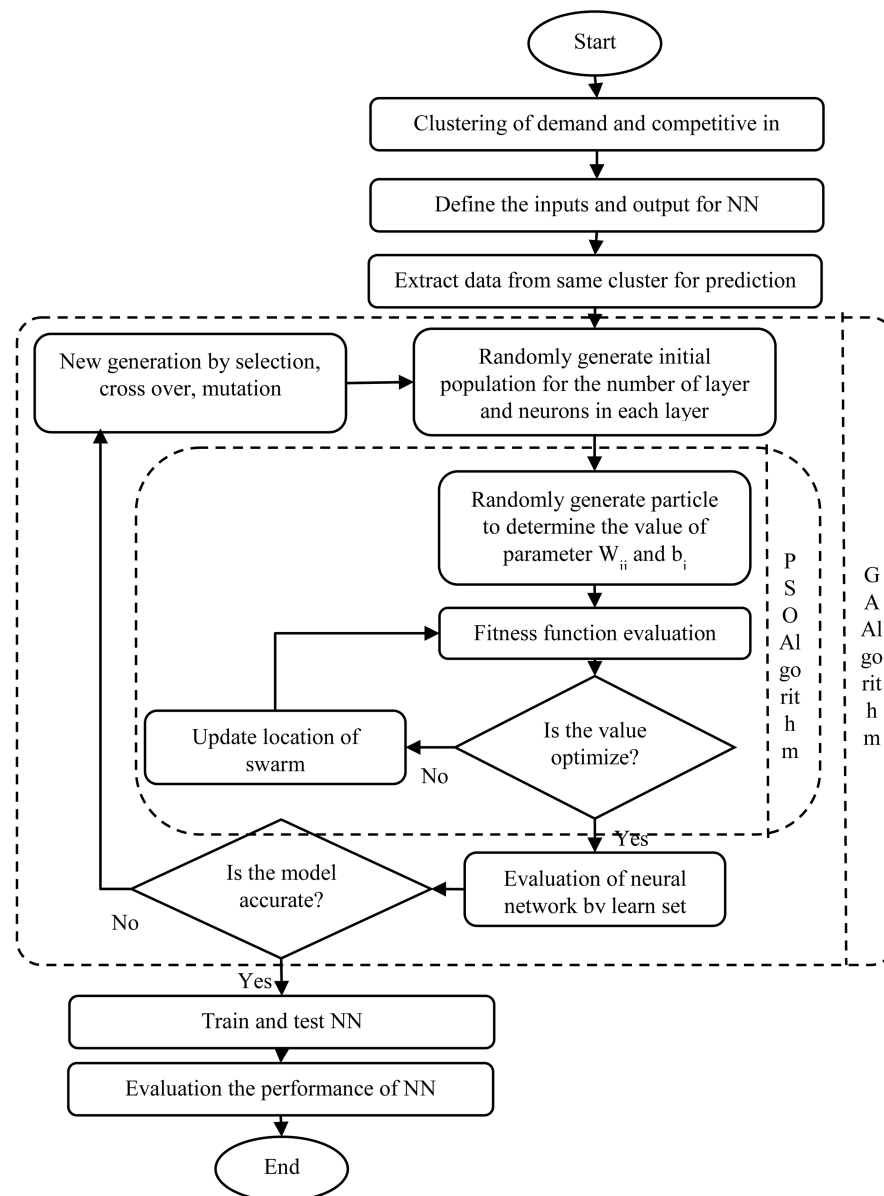 Start
Clustering of demand and competitive in
Define the inputs and output for NN
Extract data from same cluster for prediction
New generation by selection,
cross over, mutation
Randomly generate initial
population for the number of layer
and neurons in each layer
Randomly generate particle
to determine the value of
parameter Wij and bi
Fitness function evaluation
Is the value
optimize?
Update location of
swarm
No
Yes
P
S
O
Al
go
rit
h
m
G
A
Al
go
rit
h
m
Evaluation of neural
network by learn set
Is the model
accurate?
No
Yes
Train and test NN
Evaluation the performance of NN
End